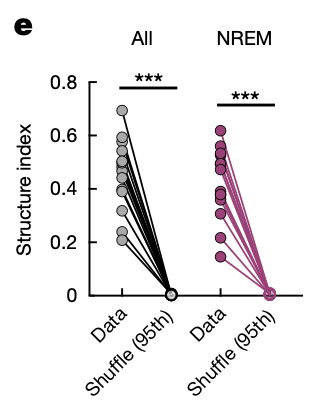 e
All NREM
*** ***
0.8
0.6
0.4
0.2
0
Structure index
Data Shuffle (95th) Data Shuffle (95th)